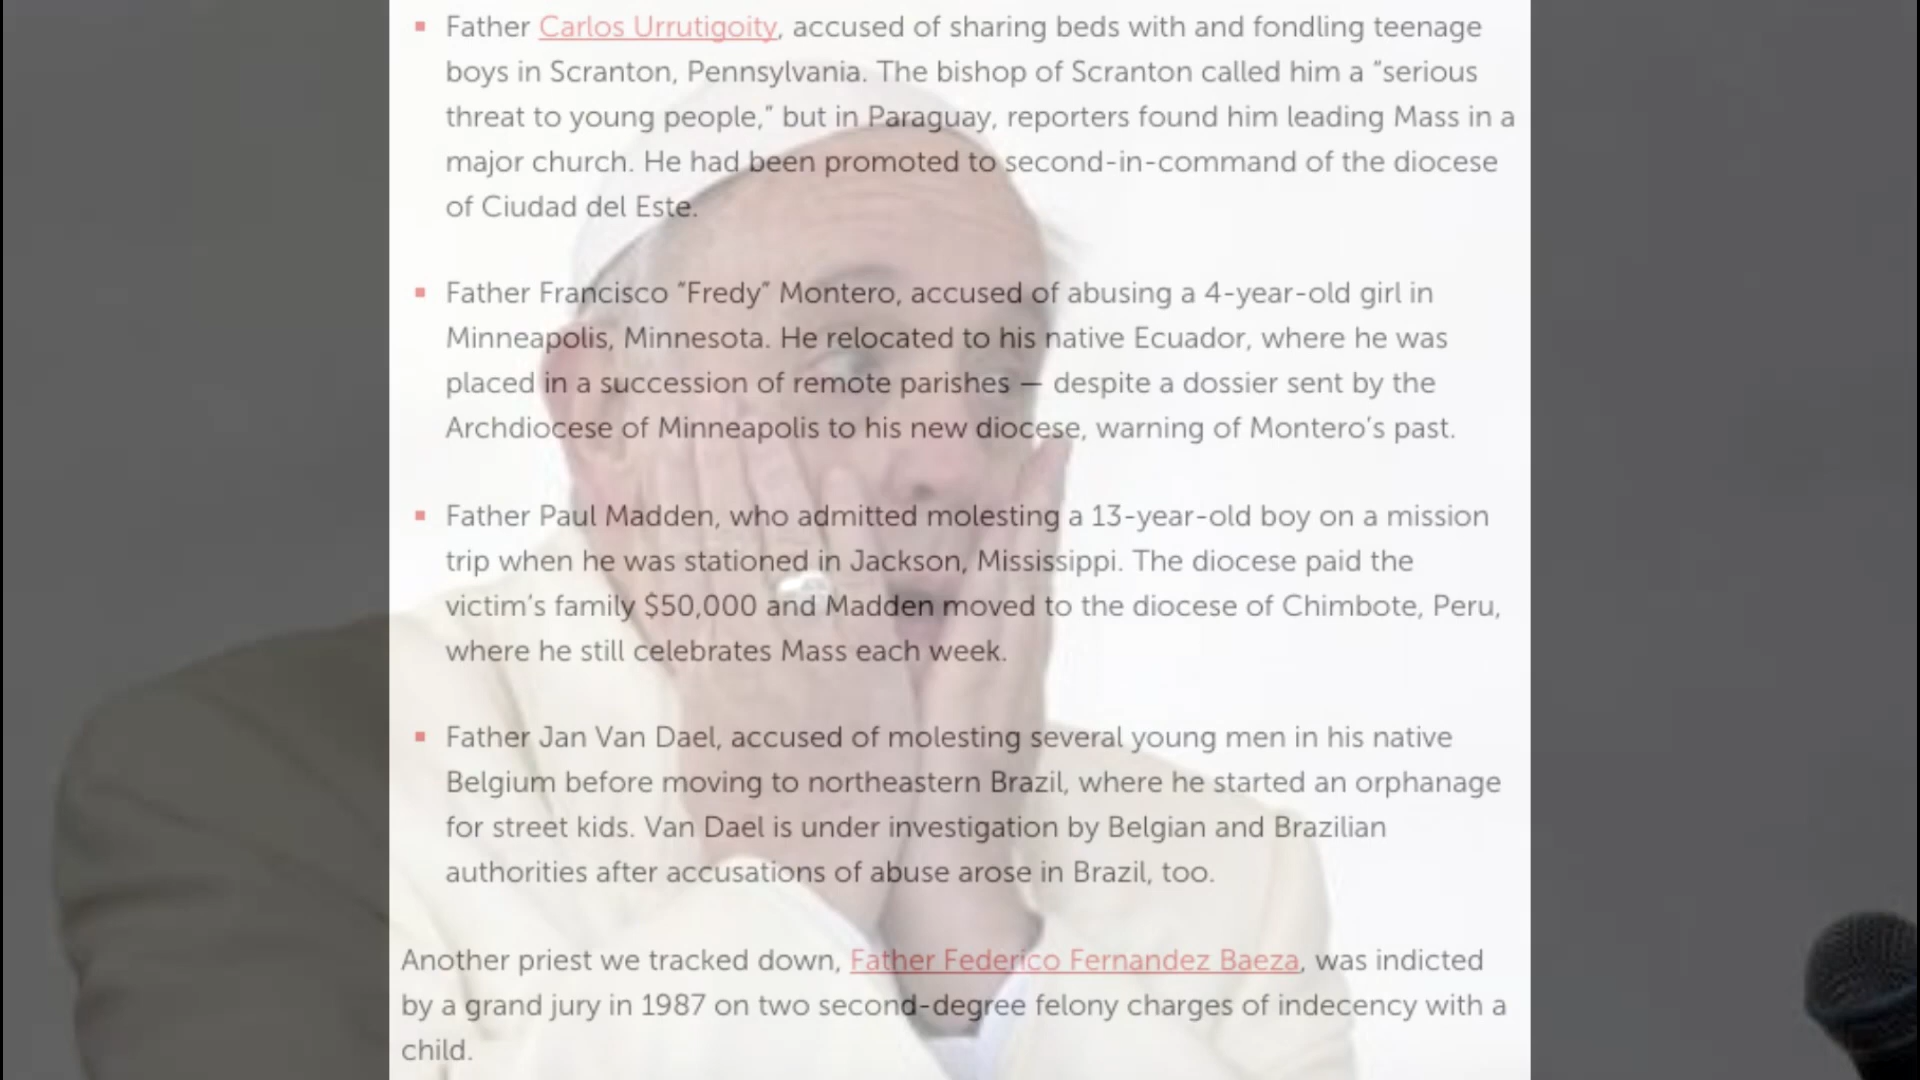 Father Carlos Urrutigoity, accused of sharing beds with and fondling teenage
boys in Scranton, Pennsylvania. The bishop of Scranton called him a “serious
threat to young people,” but in Paraguay, reporters found him leading Mass in a
major church. He had been promoted to second-in-command of the diocese
of Ciudad del Este.
Father Francisco “Fredy” Montero, accused of abusing a 4-year-old girl in
Minneapolis, Minnesota. He relocated to his native Ecuador, where he was
placed in a succession of remote parishes — despite a dossier sent by the
Archdiocese of Minneapolis to his new diocese, warning of Montero’s past.
Father Paul Madden, who admitted molesting a 13-year-old boy on a mission
trip when he was stationed in Jackson, Mississippi. The diocese paid the
victim’s family $50,000 and Madden moved to the diocese of Chimbote, Peru,
where he still celebrates Mass each week.
Father Jan Van Dael, accused of molesting several young men in his native
Belgium before moving to northeastern Brazil, where he started an orphanage
for street kids. Van Dael is under investigation by Belgian and Brazilian
authorities after accusations of abuse arose in Brazil, too.
Another priest we tracked down, Father Federico Fernandez Baeza, was indicted
by a grand jury in 1987 on two second-degree felony charges of indecency with a
child.